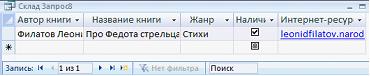 Склад Запрос8
Автор книги Название книги Жанр Наличи Интернет-ресур
Филатов Леони Про Федота стрельца Стихи leonidfilatov.narod
Запись: 1 из 1 Нет фильтра Поиск